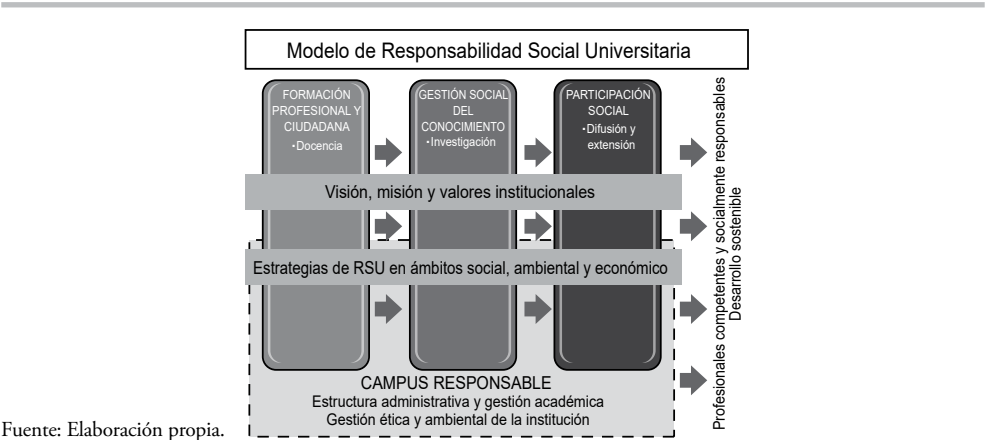 Modelo de Responsabilidad Social Universitaria
FORMACIÓN
PROFESIONAL Y
CIUDADANA
•Docencia
GESTIÓN SOCIAL
DEL
CONOCIMIENTO
•Investigación
PARTICIPACIÓN
SOCIAL
•Difusión y
extensión
Visión, misión y valores institucionales
Estrategias de RSU en ámbitos social, ambiental y económico
CAMPUS RESPONSABLE
Estructura administrativa y gestión académica
Gestión ética y ambiental de la institución
Profesionales competentes y socialmente responsables
Desarrollo sostenible
Fuente: Elaboración propia.